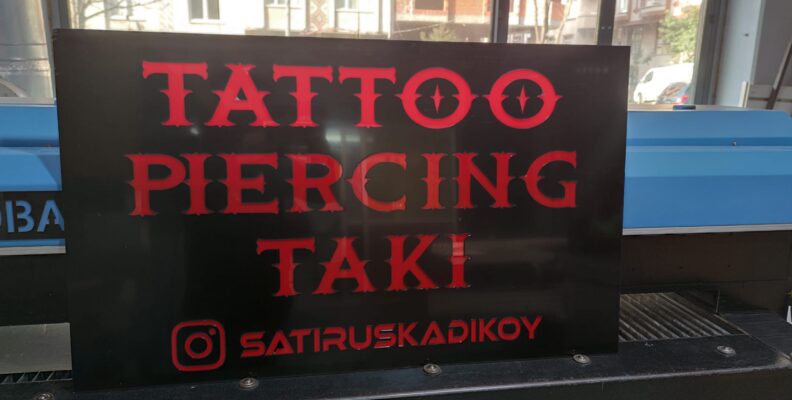 TATTOO
PIERCING
TAKI
SATIRUSKADIKOY